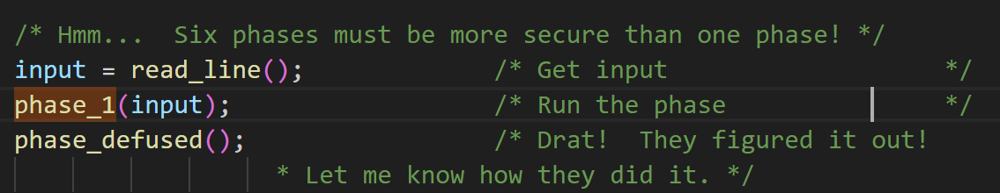 /* Hmm...  Six phases must be more secure than one phase! */
input = read_line();             /* Get input                   */
phase_1(input);                  /* Run the phase               */
phase_defused();                 /* Drat!  They figured it out!
                  * Let me know how they did it. */